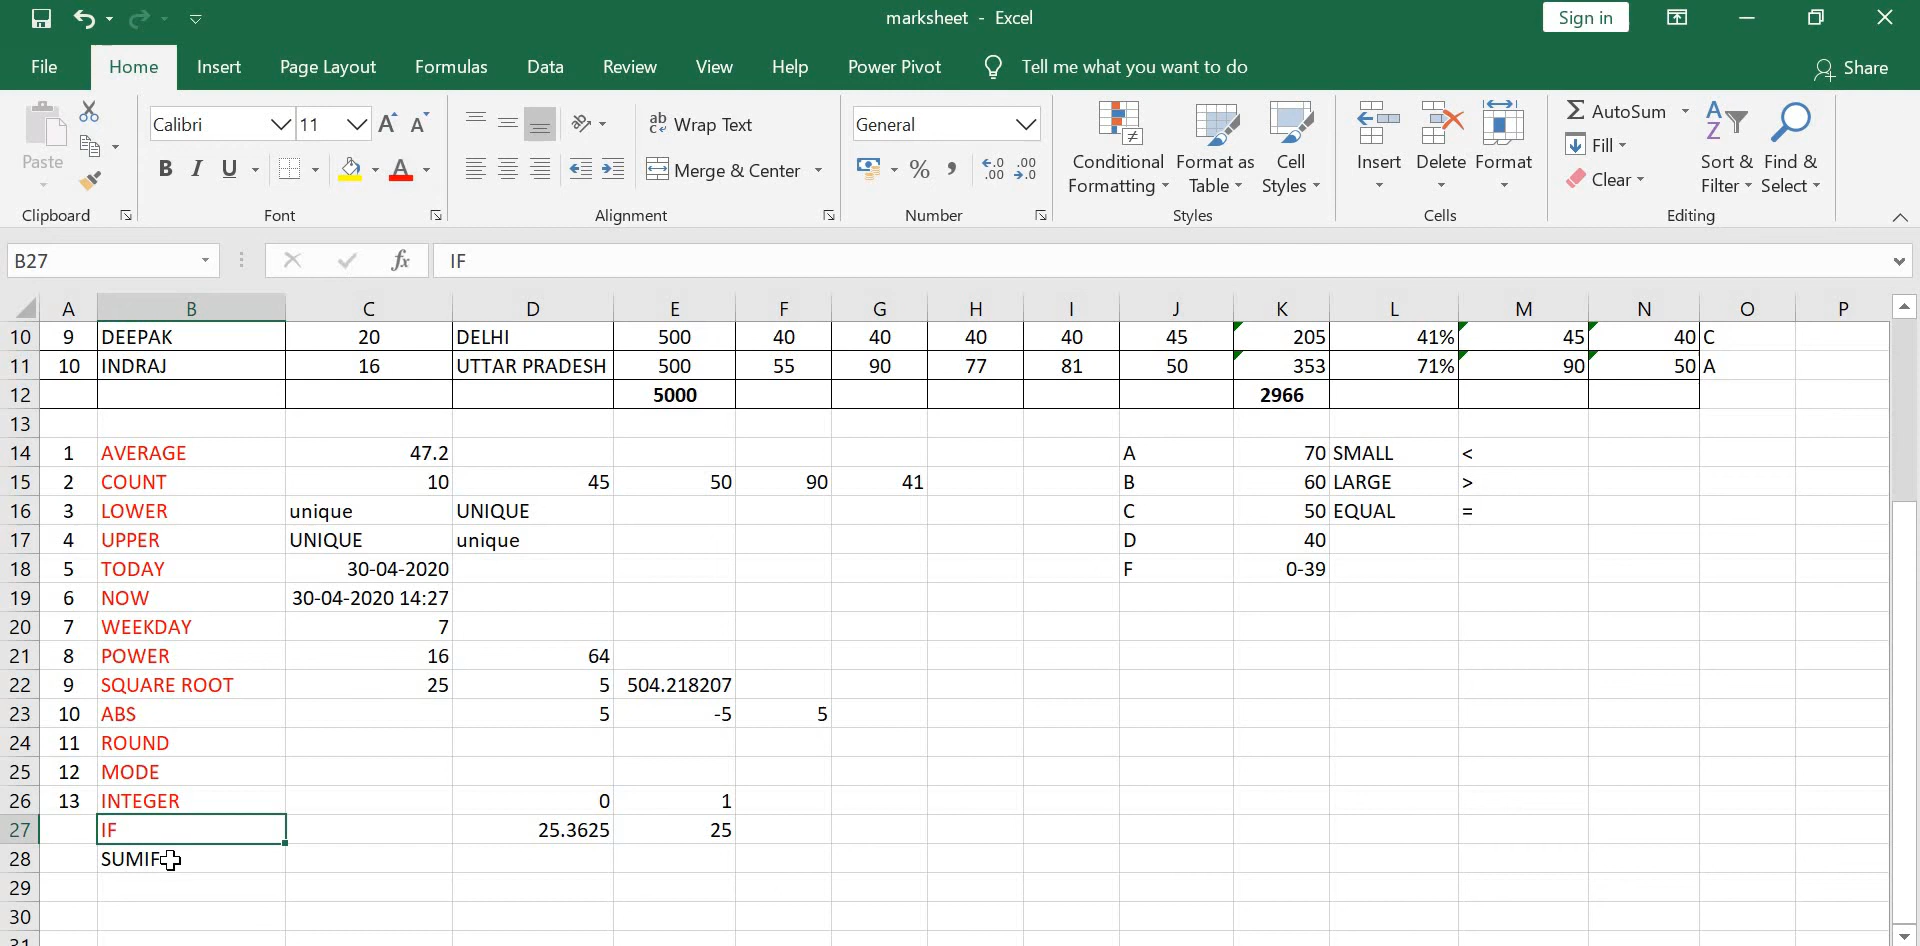 marksheet - Excel
Sign in
File Home Insert Page Layout Formulas Data Review View Help Power Pivot Tell me what you want to do Share
Paste
Clipboard
Calibri 11 A A
B I U A
Font
ab Wrap Text
Merge & Center
Alignment
General
% , .0 .00 .00 .0
Number
Conditional Formatting
Format as Table
Cell Styles
Styles
Insert Delete Format
Cells
Σ AutoSum
Fill
Clear
A Z
Sort & Filter
Find & Select
Editing
B27 fx IF
A B C D E F G H I J K L M N O P
10 9 DEEPAK 20 DELHI 500 40 40 40 40 45 205 41% 45 40 C
11 10 INDRAJ 16 UTTAR PRADESH 500 55 90 77 81 50 353 71% 90 50 A
12 5000 2966
13
14 1 AVERAGE 47.2 A 70 SMALL <
15 2 COUNT 10 45 50 90 41 B 60 LARGE >
16 3 LOWER unique UNIQUE C 50 EQUAL =
17 4 UPPER UNIQUE unique D 40
18 5 TODAY 30-04-2020 F 0-39
19 6 NOW 30-04-2020 14:27
20 7 WEEKDAY 7
21 8 POWER 16 64
22 9 SQUARE ROOT 25 5 504.218207
23 10 ABS 5 -5 5
24 11 ROUND
25 12 MODE
26 13 INTEGER 0 1
27 IF 25.3625 25
28 SUMIF
29
30
31